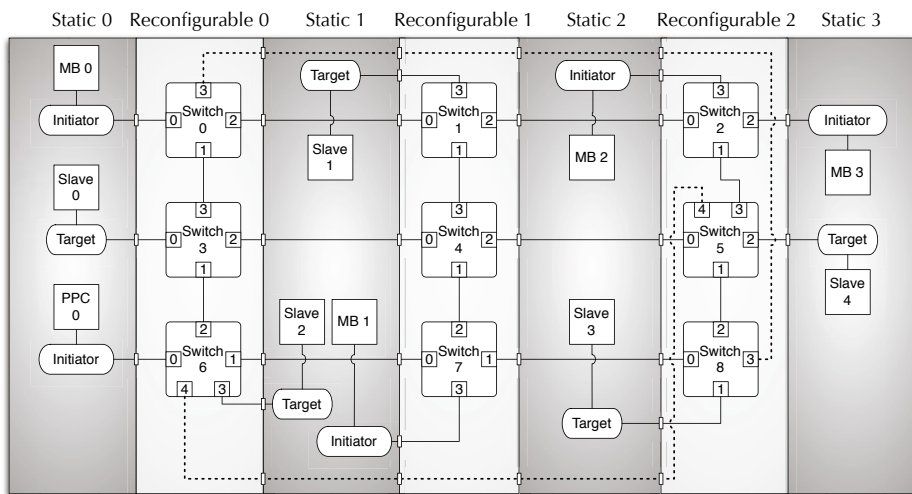 Static 0 Reconfigurable 0 Static 1 Reconfigurable 1 Static 2 Reconfigurable 2 Static 3
MB 0
Initiator
Slave
0
Target
PPC
0
Initiator
3
0 Switch 2
0
1
3
0 Switch 2
3
1
2
0 Switch 1
6
4 3
Target
Slave
1
Slave
2
MB 1
Target
Initiator
3
0 Switch 2
1
1
3
0 Switch 2
4
1
2
0 Switch 1
7
3
Initiator
MB 2
Slave
3
Target
3
0 Switch 2
2
1
4 3
0 Switch 2
5
1
2
0 Switch 3
8
1
Initiator
MB 3
Target
Slave
4